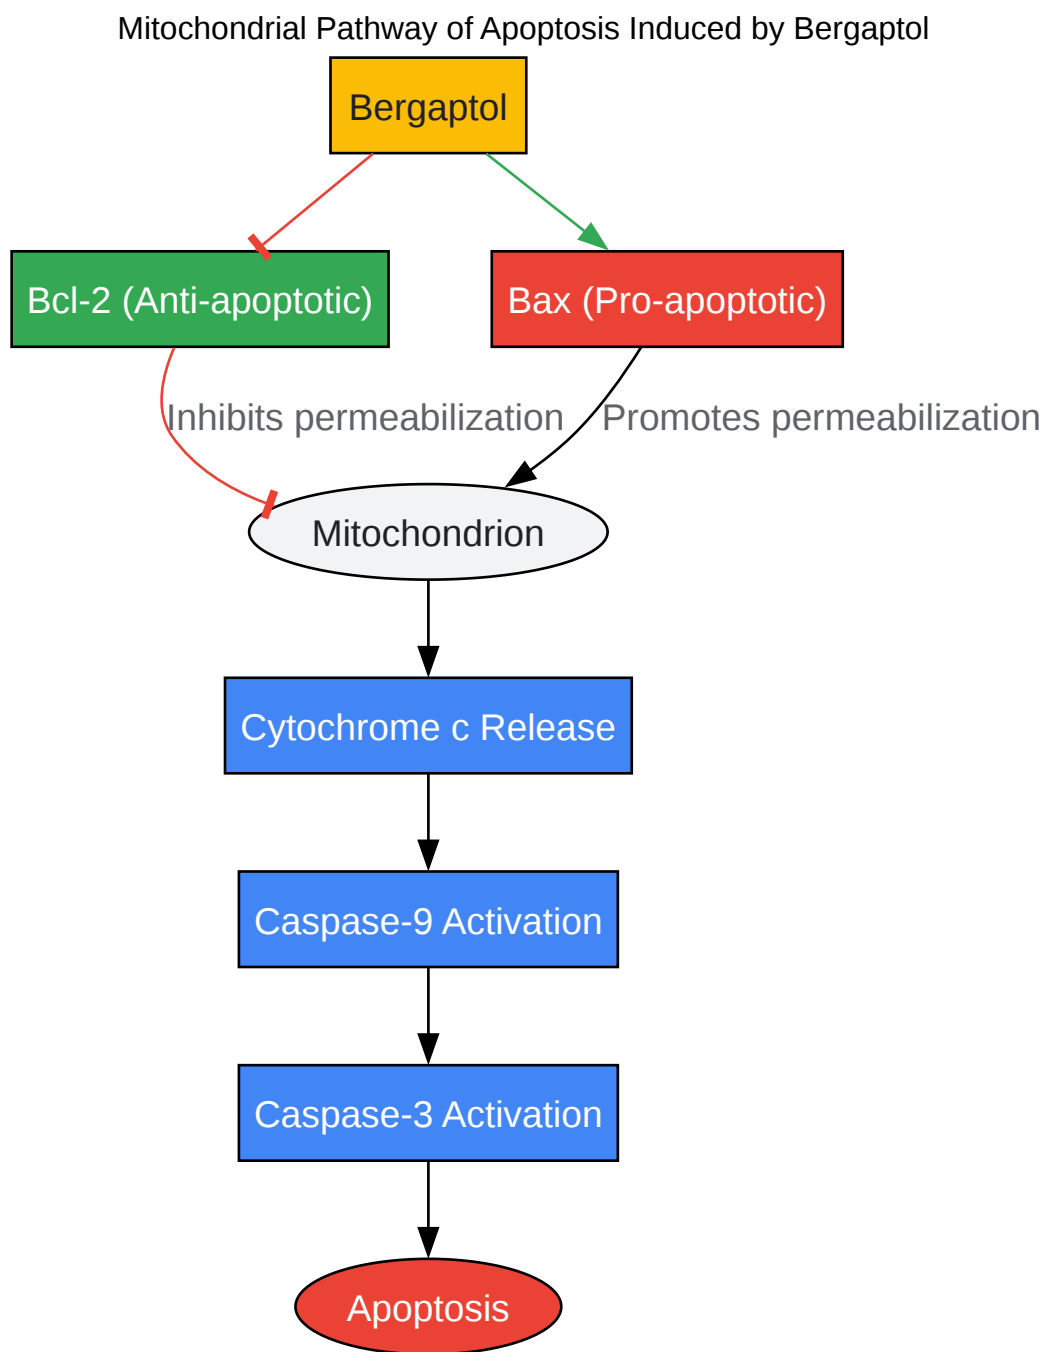 Mitochondrial Pathway of Apoptosis Induced by Bergaptol
Bergaptol
Bcl-2 (Anti-apoptotic)
Bax (Pro-apoptotic)
Inhibits permeabilization
Promotes permeabilization
Mitochondrion
Cytochrome c Release
Caspase-9 Activation
Caspase-3 Activation
Apoptosis